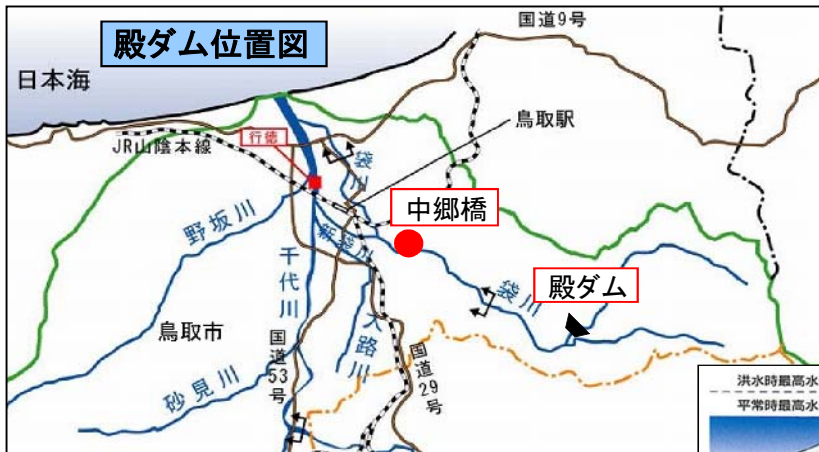 殿ダム位置図
国道9号
日本海
鳥取駅
JR山陰本線
行徳
袋川
中郷橋
野坂川
新袋川
千代川
袋川
殿ダム
鳥取市
大路川
国道53号
国道29号
砂見川
洪水時最高水
平常時最高水